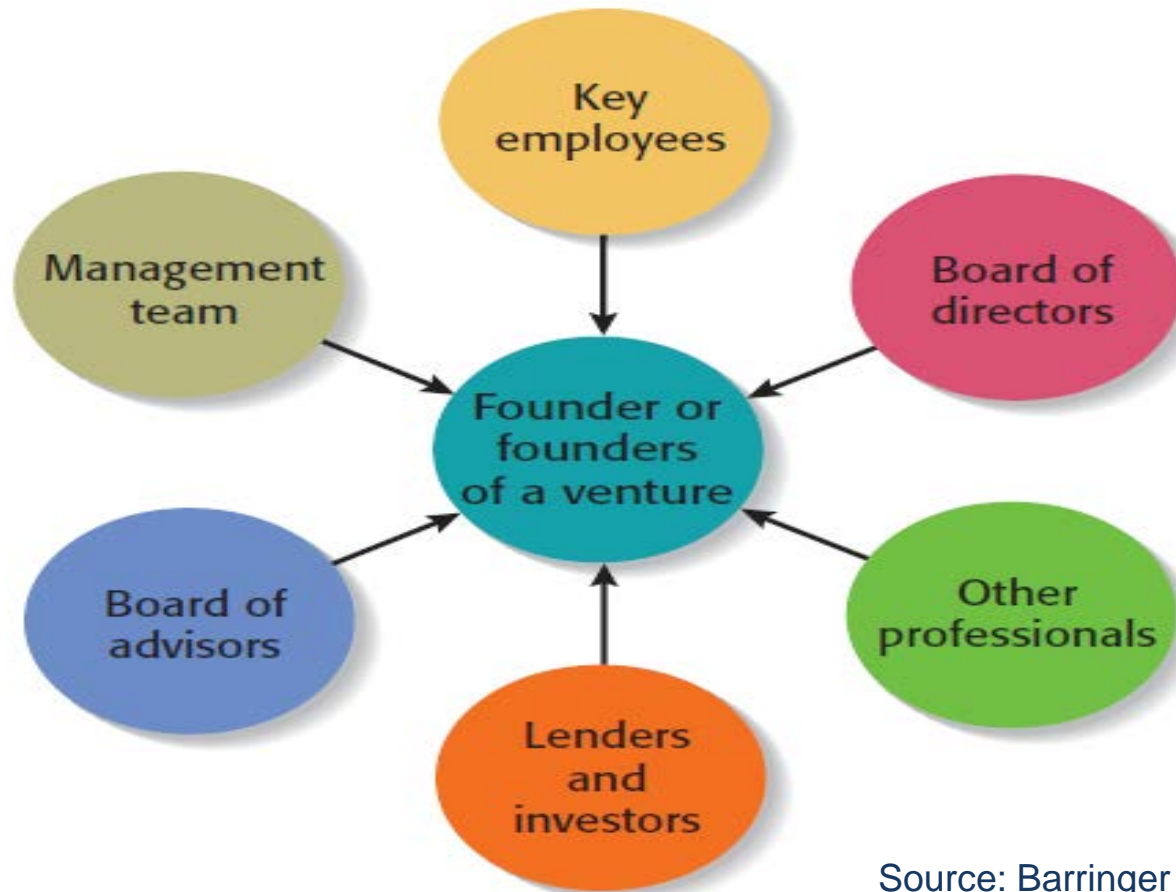 Key
employees
Management
team
Board of
directors
Founder or
founders
of a venture
Board of
advisors
Other
professionals
Lenders
and
investors
Source: Barringer